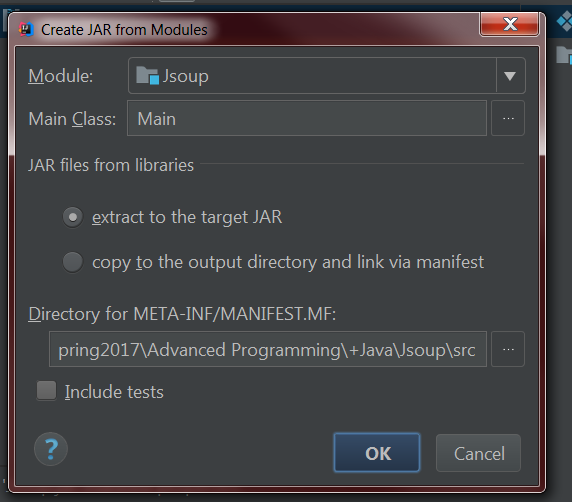 Create JAR from Modules
Module: Jsoup
Main Class: Main ...
JAR files from libraries
extract to the target JAR
copy to the output directory and link via manifest
Directory for META-INF/MANIFEST.MF:
pring2017\Advanced Programming\+Java\Jsoup\src ...
Include tests
? OK Cancel